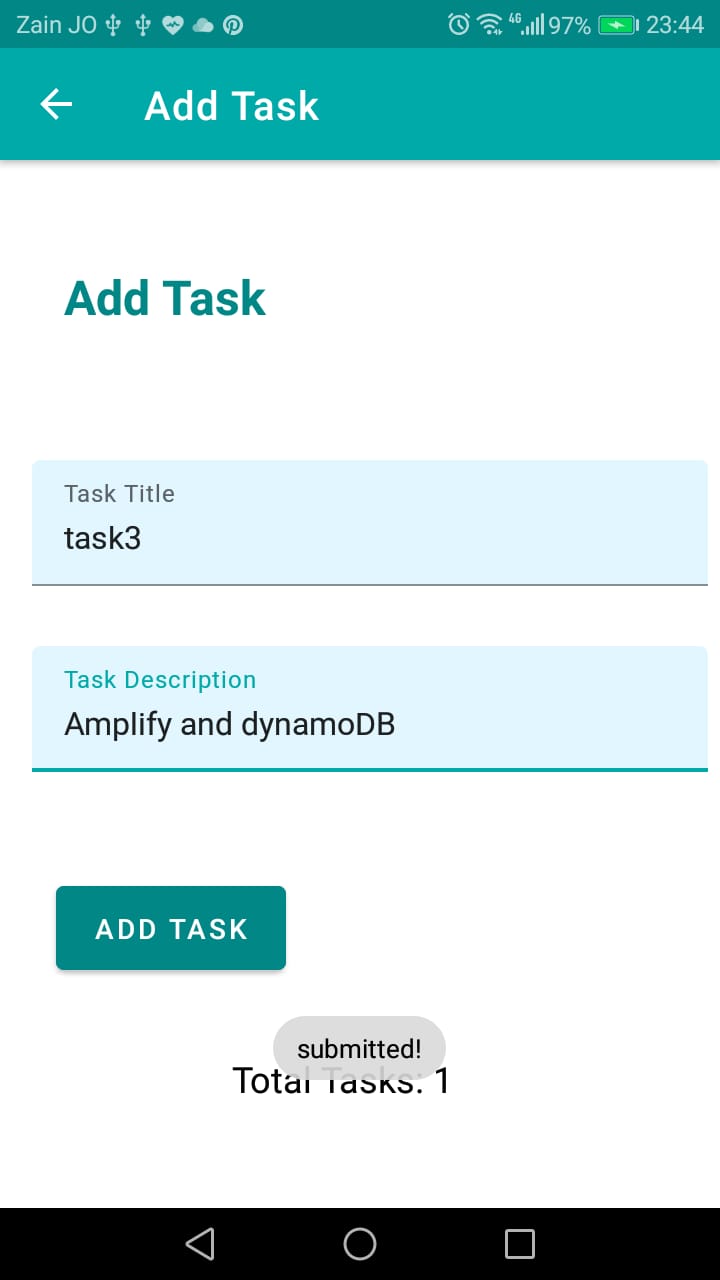 Zain JO 4G 97% 23:44
Add Task
Add Task
Task Title
task3
Task Description
Amplify and dynamoDB
ADD TASK
submitted!
Total Tasks: 1